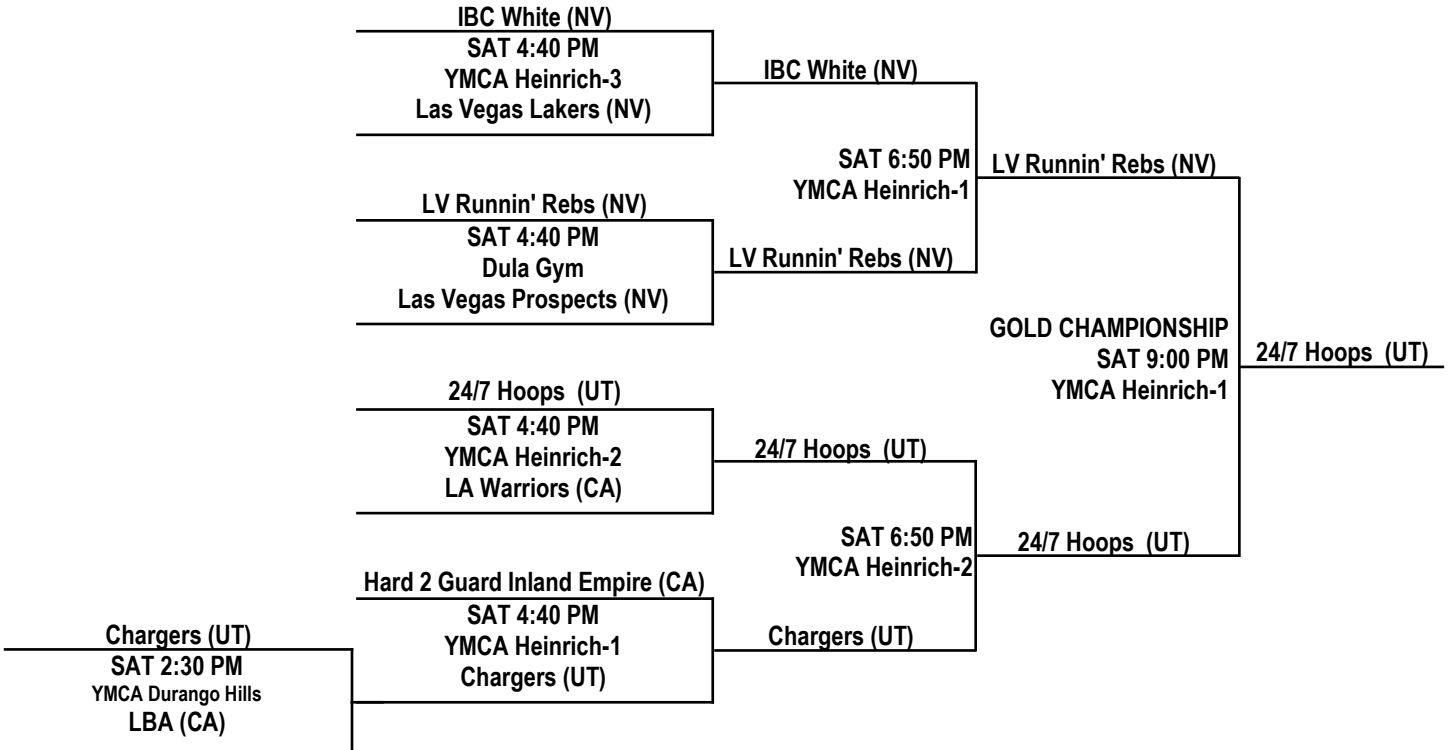 IBC White (NV)
SAT 4:40 PM
YMCA Heinrich-3
Las Vegas Lakers (NV)
IBC White (NV)
SAT 6:50 PM
YMCA Heinrich-1
LV Runnin' Rebs (NV)
LV Runnin' Rebs (NV)
SAT 4:40 PM
Dula Gym
Las Vegas Prospects (NV)
LV Runnin' Rebs (NV)
GOLD CHAMPIONSHIP
SAT 9:00 PM
YMCA Heinrich-1
24/7 Hoops  (UT)
24/7 Hoops  (UT)
SAT 4:40 PM
YMCA Heinrich-2
LA Warriors (CA)
24/7 Hoops  (UT)
SAT 6:50 PM
YMCA Heinrich-2
24/7 Hoops  (UT)
Hard 2 Guard Inland Empire (CA)
SAT 4:40 PM
YMCA Heinrich-1
Chargers (UT)
Chargers (UT)
Chargers (UT)
SAT 2:30 PM
YMCA Durango Hills
LBA (CA)